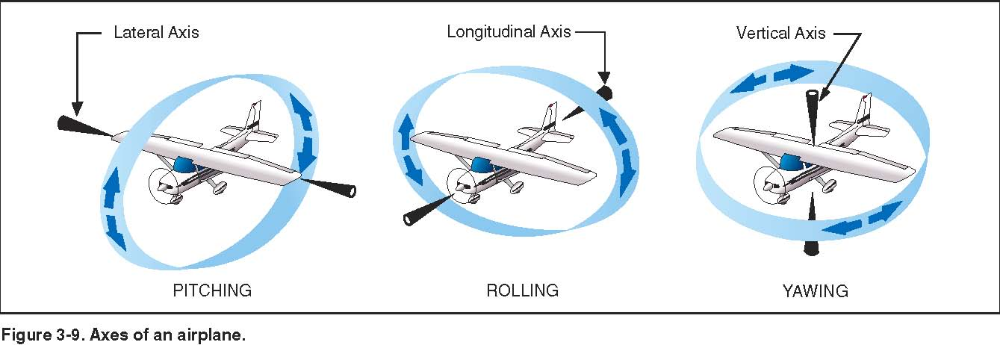 Lateral Axis
Longitudinal Axis
Vertical Axis
PITCHING
ROLLING
YAWING
Figure 3-9. Axes of an airplane.